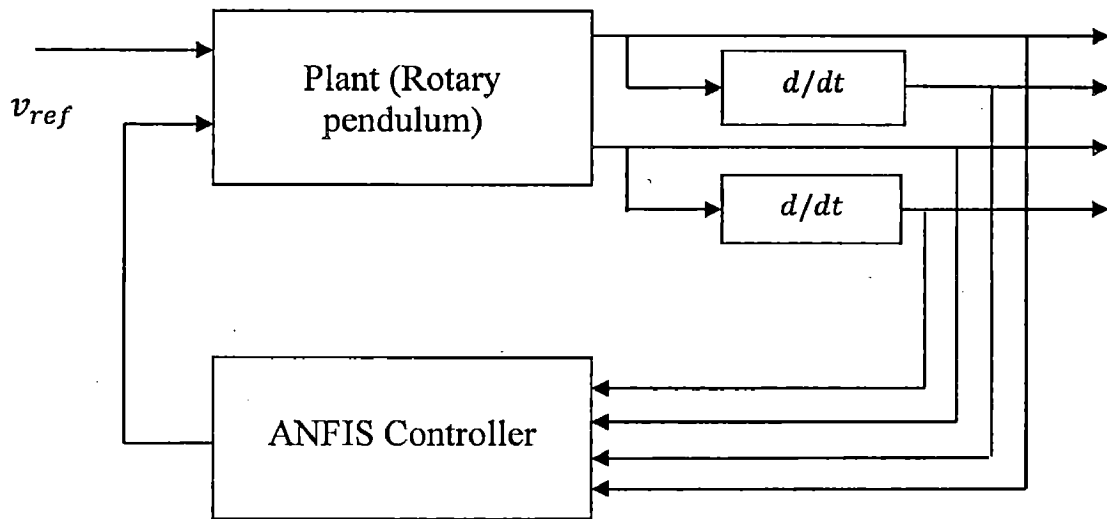 Plant (Rotary
pendulum)
d/dt
v_ref
d/dt
ANFIS Controller